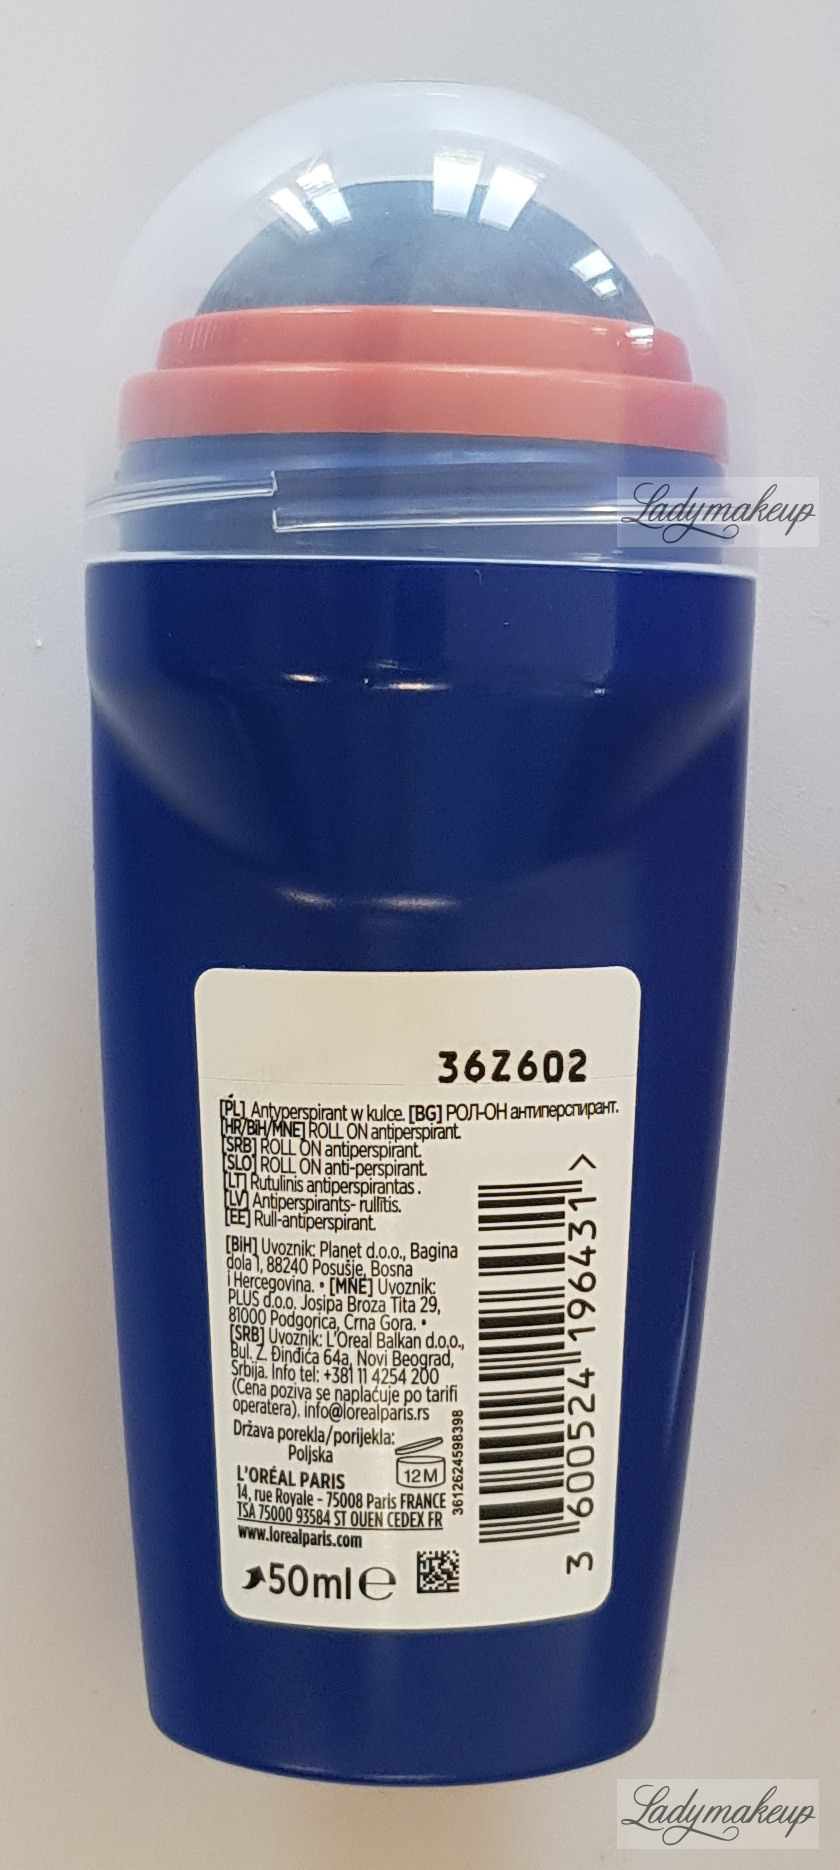 Ladymakeup
36Z602
[PL] Antyperspirant w kulce. [BG] РОЛ-ОН антиперспирант.
[HR/BiH/MNE] ROLL ON antiperspirant.
[SRB] ROLL ON antiperspirant.
[SLO] ROLL ON anti-perspirant.
[LT] Rutulinis antiperspirantas.
[LV] Antiperspirants- rullītis.
[EE] Rull-antiperspirant.
[BiH] Uvoznik: Planet d.o.o., Bagina
dola 1, 88240 Posušje, Bosna
i Hercegovina. • [MNE] Uvoznik:
PLUS d.o.o. Josipa Broza Tita 29,
81000 Podgorica, Crna Gora. •
[SRB] Uvoznik: L'Oreal Balkan d.o.o.,
Bul. Z. Đinđića 64a, Novi Beograd,
Srbija. Info tel: +381 11 4254 200
(Cena poziva se naplaćuje po tarifi
operatera). info@lorealparis.rs
Država porekla/porijekla:
Poljska
12M
L'ORÉAL PARIS
14, rue Royale - 75008 Paris FRANCE
TSA 75000 93584 ST OUEN CEDEX FR
www.lorealparis.com
50ml e
3612624598398
3 600524 196431 >
Ladymakeup